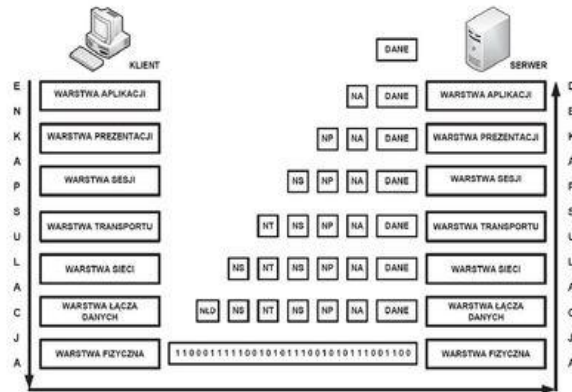 DANE
KLIENT
SERWER
WARSTWA APLIKACJI
NA DANE
WARSTWA APLIKACJI
WARSTWA PREZENTACJI
NP NA DANE
WARSTWA PREZENTACJI
WARSTWA SESJI
NS NP NA DANE
WARSTWA SESJI
WARSTWA TRANSPORTU
NT NS NP NA DANE
WARSTWA TRANSPORTU
WARSTWA SIECI
NS NT NS NP NA DANE
WARSTWA SIECI
WARSTWA ŁĄCZA
DANYCH
NŁD NS NT NS NP NA DANE
WARSTWA ŁĄCZA
DANYCH
WARSTWA FIZYCZNA
WARSTWA FIZYCZNA
ENKAPSULACJA
DEKAPSULACJA